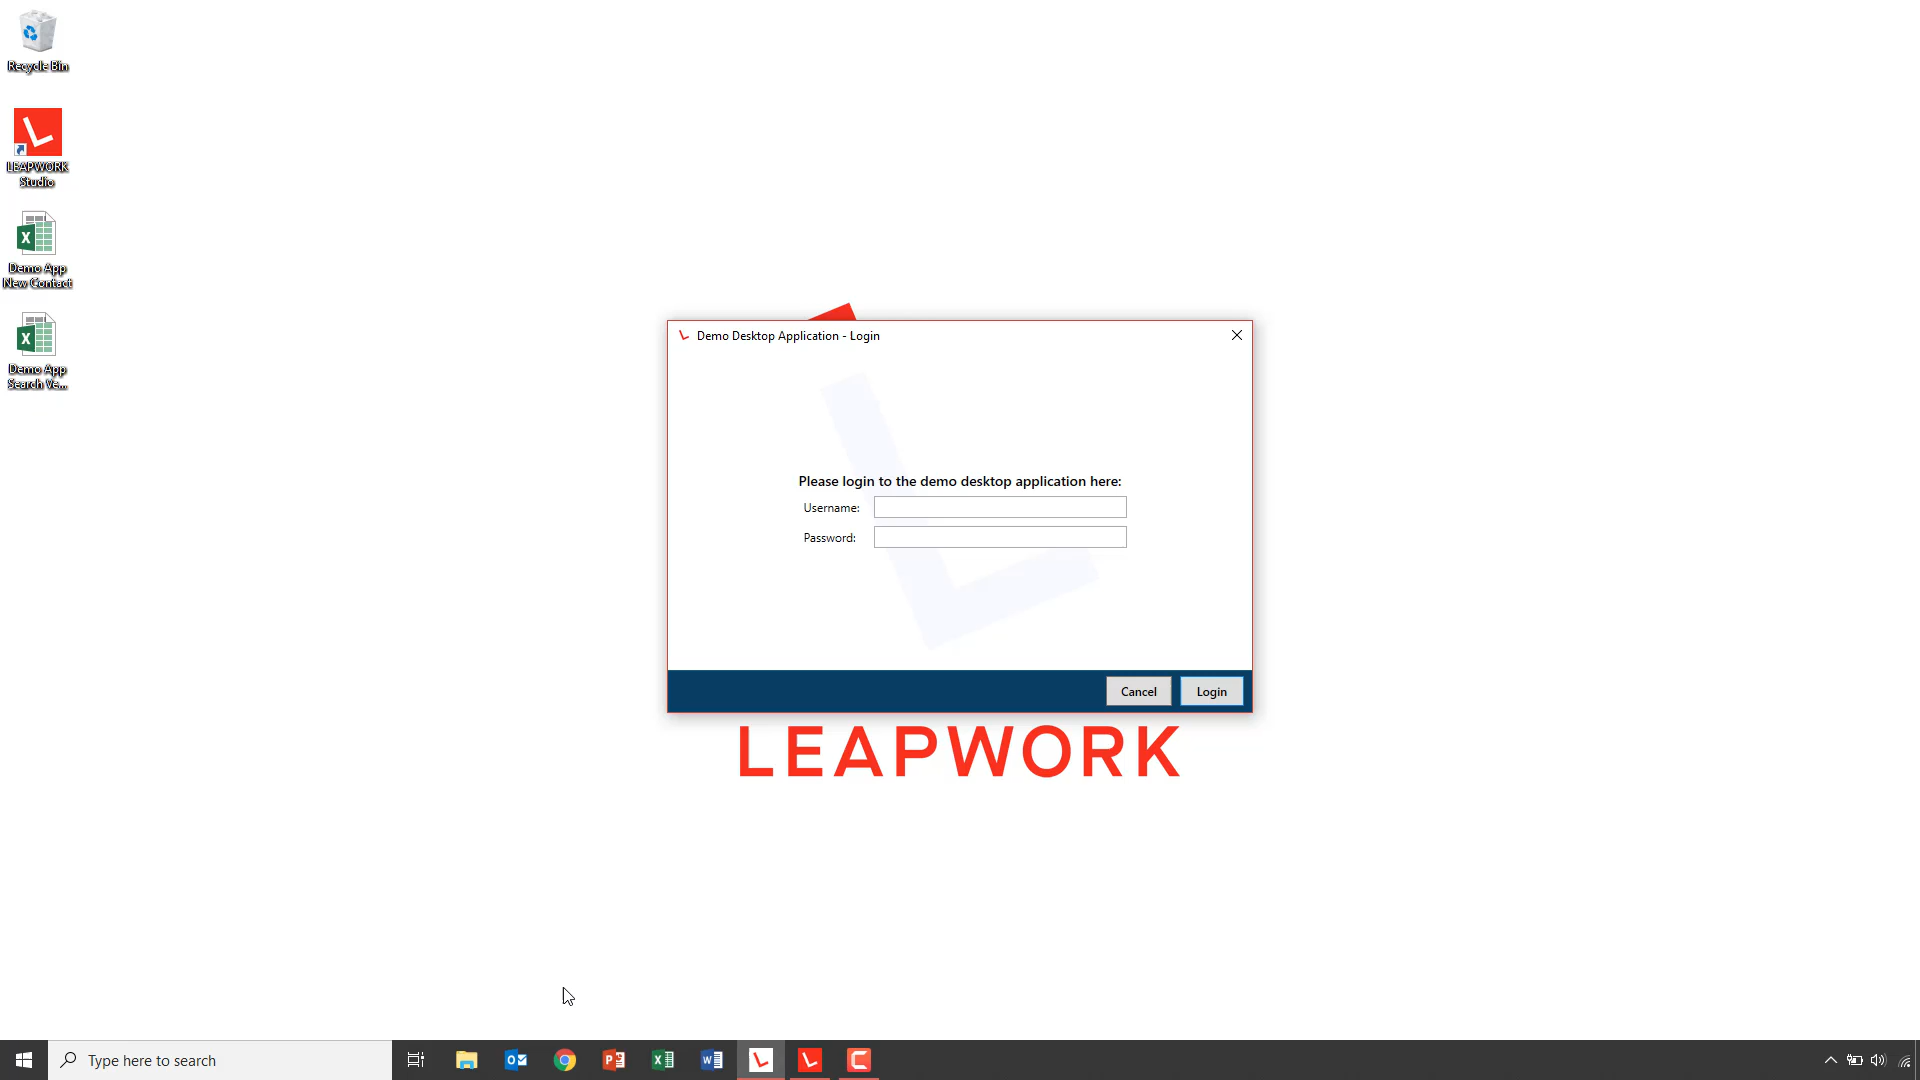 Recycle Bin
LEAPWORK
Studio
Demo App
New Contact
Demo App
Search Ve...
Demo Desktop Application - Login
Please login to the demo desktop application here:
Username:
Password:
Cancel
Login
LEAPWORK
Type here to search